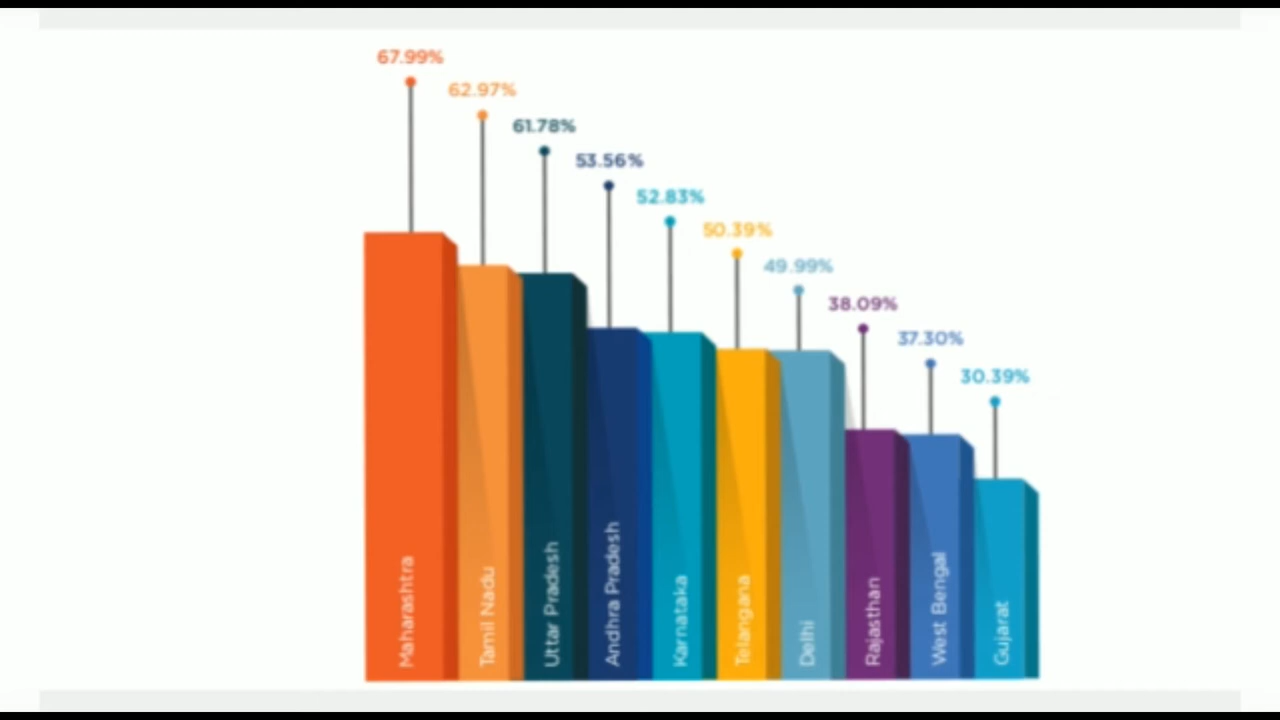 67.99%
62.97%
61.78%
53.56%
52.83%
50.39%
49.99%
38.09%
37.30%
30.39%
Maharashtra
Tamil Nadu
Uttar Pradesh
Andhra Pradesh
Karnataka
Telangana
Delhi
Rajasthan
West Bengal
Gujarat